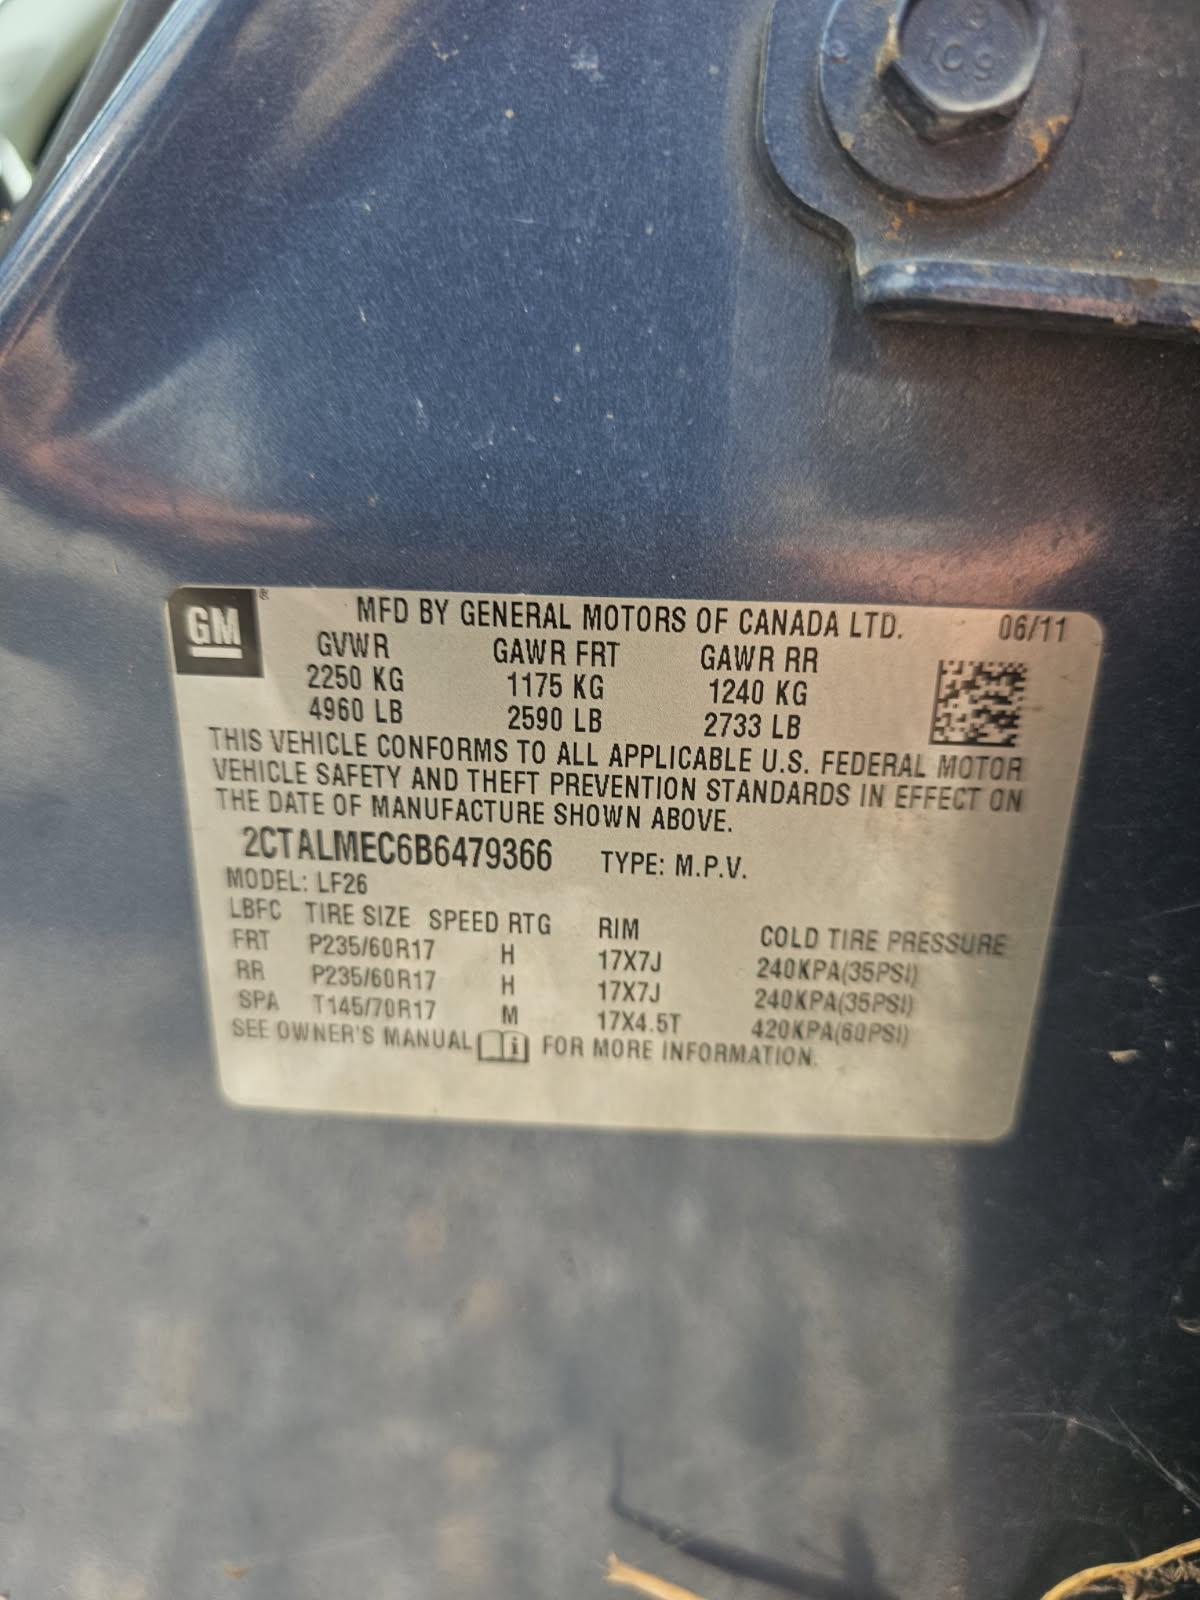 109
GM ® MFD BY GENERAL MOTORS OF CANADA LTD. 06/11
GVWR GAWR FRT GAWR RR
2250 KG 1175 KG 1240 KG
4960 LB 2590 LB 2733 LB
THIS VEHICLE CONFORMS TO ALL APPLICABLE U.S. FEDERAL MOTOR
VEHICLE SAFETY AND THEFT PREVENTION STANDARDS IN EFFECT ON
THE DATE OF MANUFACTURE SHOWN ABOVE.
2CTALMEC6B6479366 TYPE: M.P.V.
MODEL: LF26
LBFC TIRE SIZE SPEED RTG RIM COLD TIRE PRESSURE
FRT P235/60R17 H 17X7J 240KPA(35PSI)
RR P235/60R17 H 17X7J 240KPA(35PSI)
SPA T145/70R17 M 17X4.5T 420KPA(60PSI)
SEE OWNER'S MANUAL i FOR MORE INFORMATION.